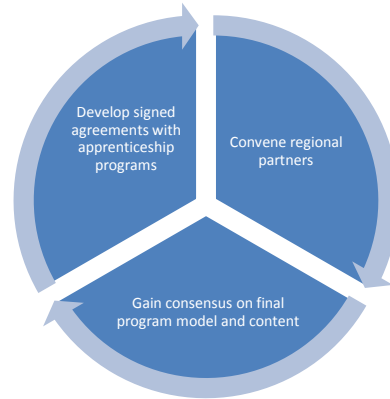 Develop signed
agreements with
apprenticeship
programs
Convene regional
partners
Gain consensus on final
program model and content